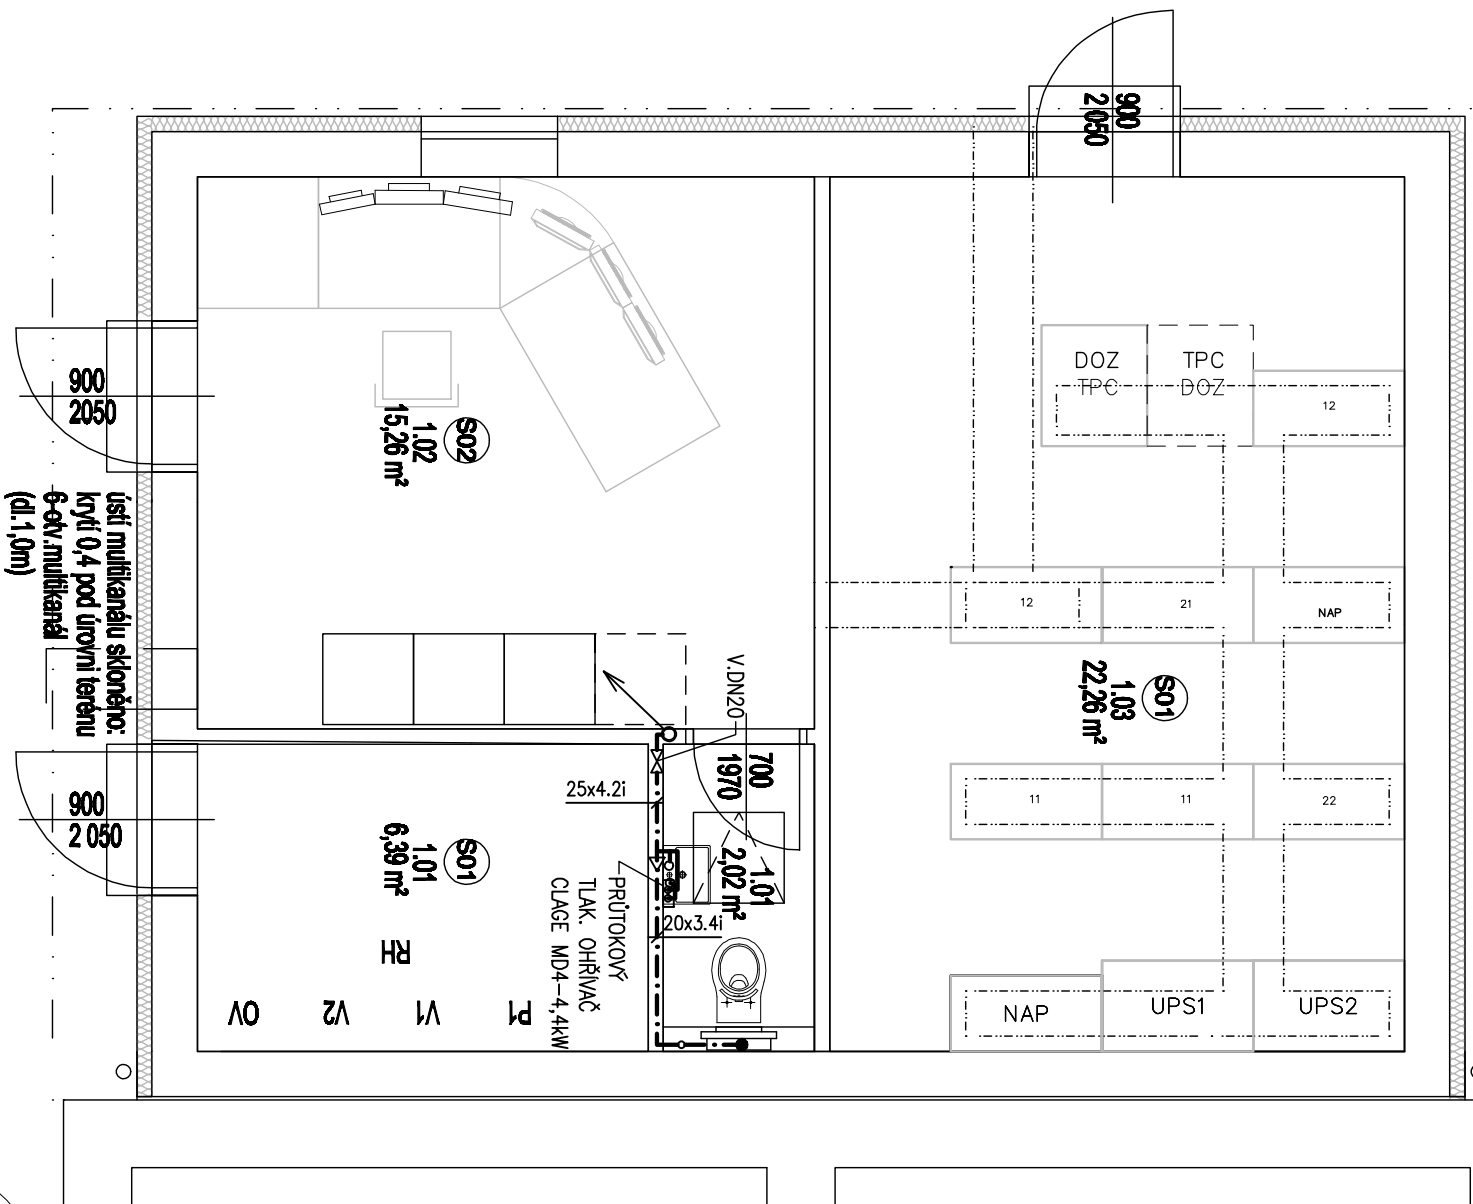 900
2 050
DOZ
TPC
TPC
DOZ
12
900
2050
S02
1.02
15,26 m²
ústí multikanálu skloněno:
krytí 0,4 pod úrovní terénu
6-otv.multikanál
(dl.1,0m)
12
21
NAP
S01
1.03
22,26 m²
V.DN20
700
1970
25x4.2i
11
11
22
900
2 050
S01
1.01
6,39 m²
1.01
2,02 m²
PRŮTOKOVÝ
TLAK. OHŘÍVAČ
CLAGE MD4-4,4kW
20x3.4i
RH
OV
V2
V1
P1
NAP
UPS1
UPS2